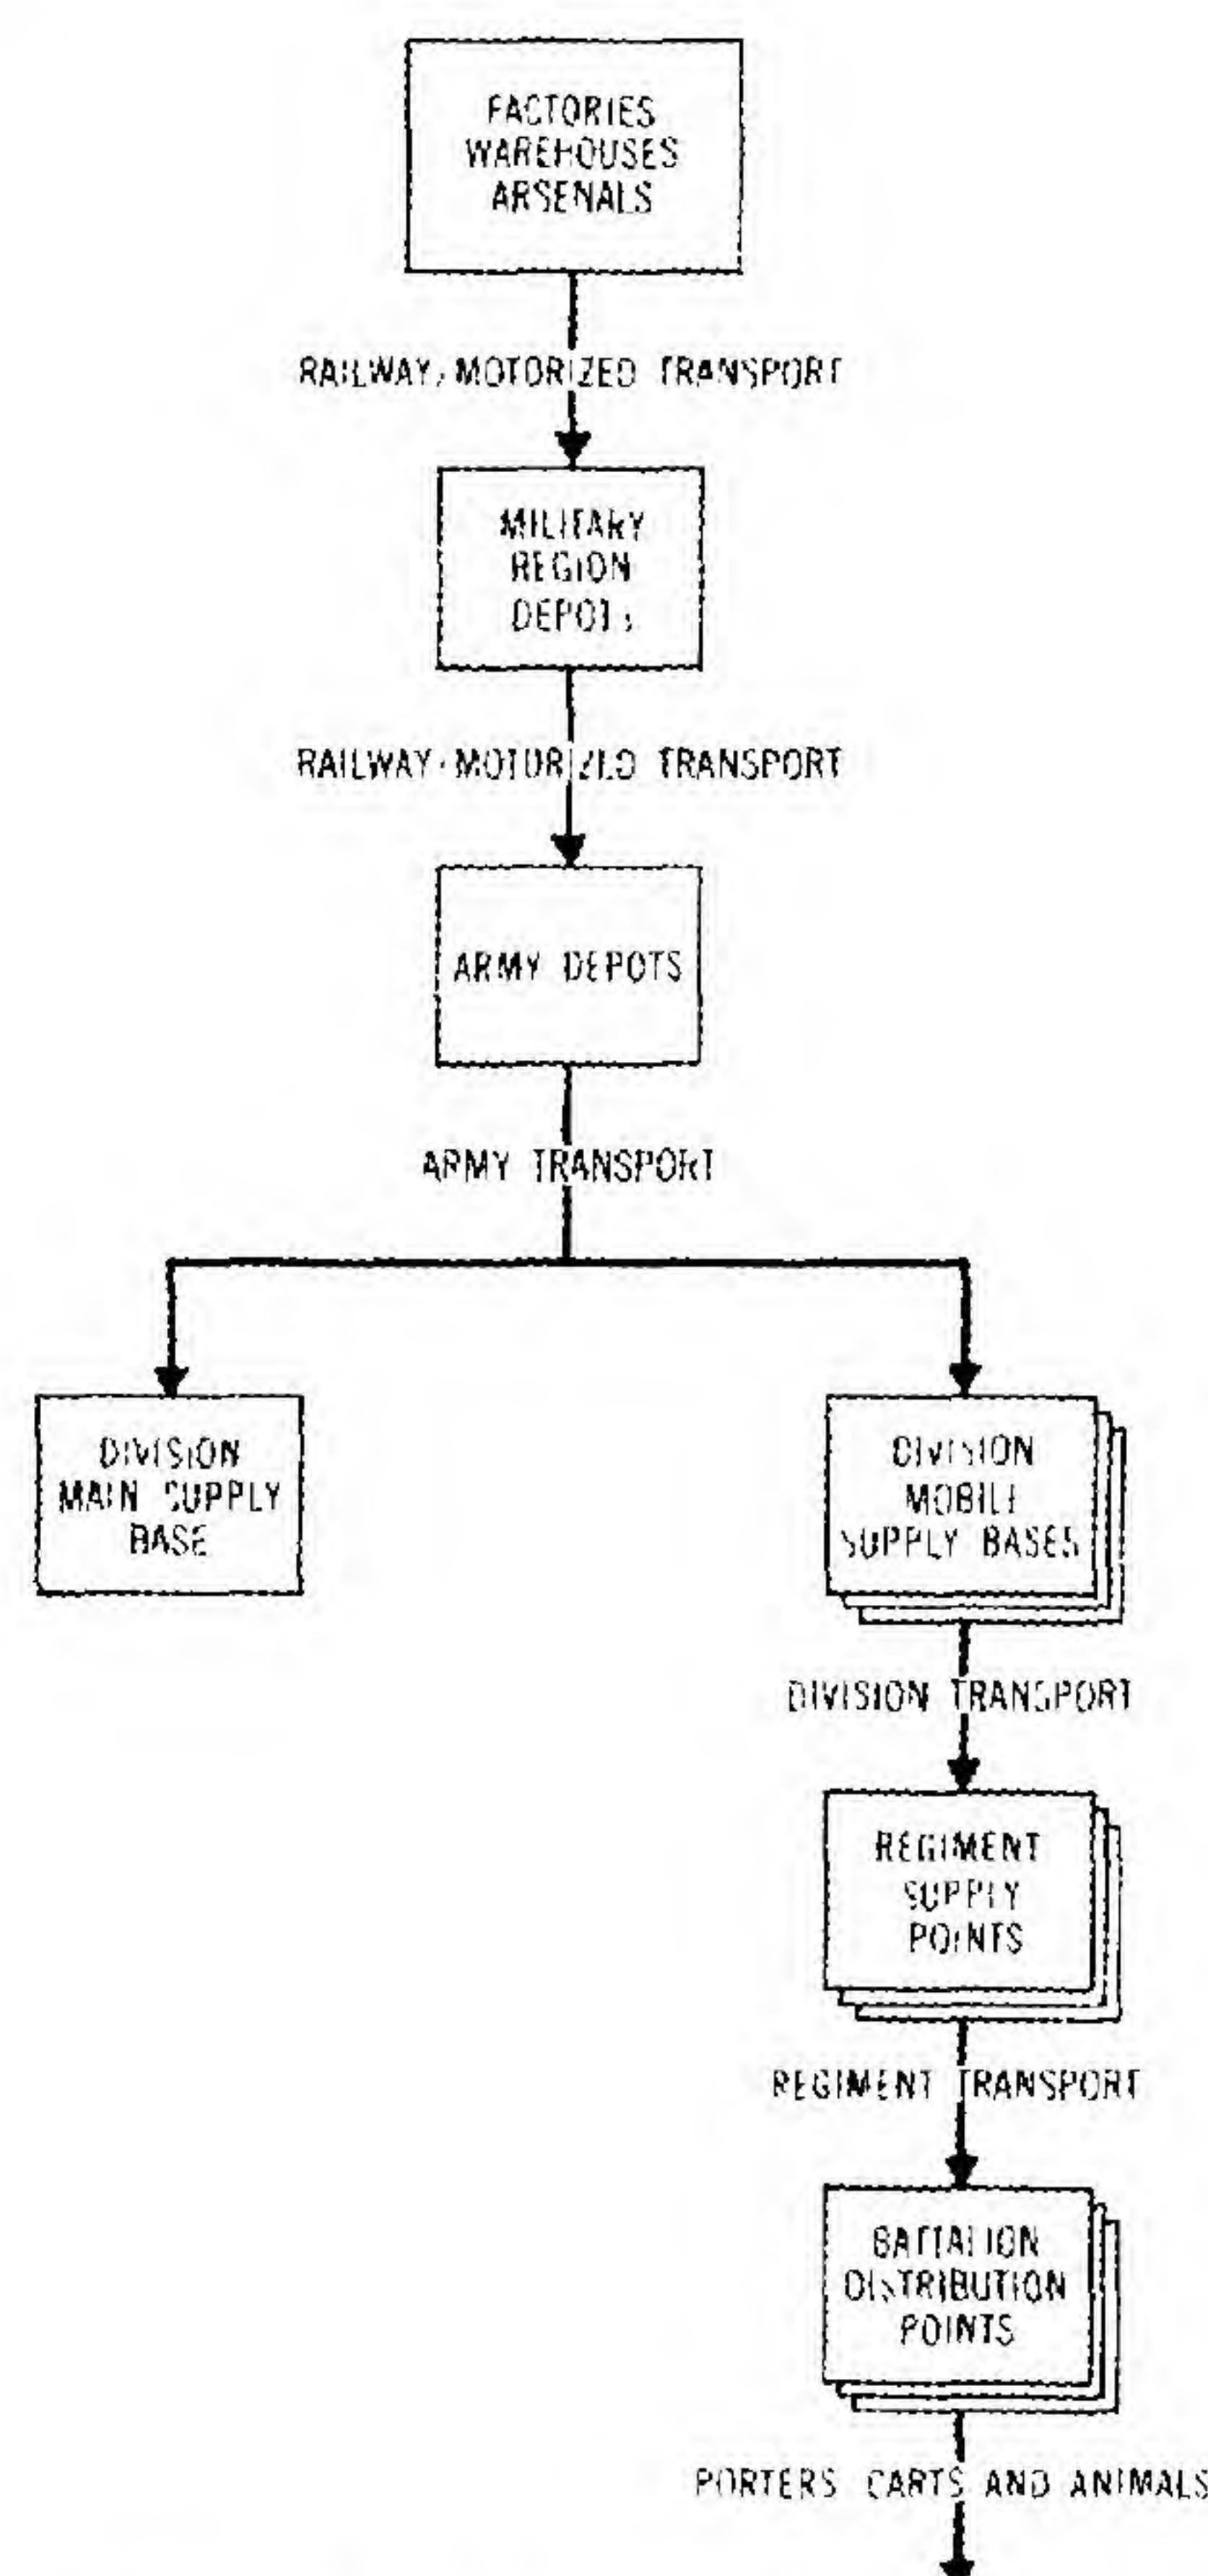 FACTORIES
WAREHOUSES
ARSENALS
RAILWAY/MOTORIZED TRANSPORT
MILITARY
REGION
DEPOTS
RAILWAY/MOTORIZED TRANSPORT
ARMY DEPOTS
ARMY TRANSPORT
DIVISION
MAIN SUPPLY
BASE
DIVISION
MOBILE
SUPPLY BASES
DIVISION TRANSPORT
REGIMENT
SUPPLY
POINTS
REGIMENT TRANSPORT
BATTALION
DISTRIBUTION
POINTS
PORTERS CARTS AND ANIMALS